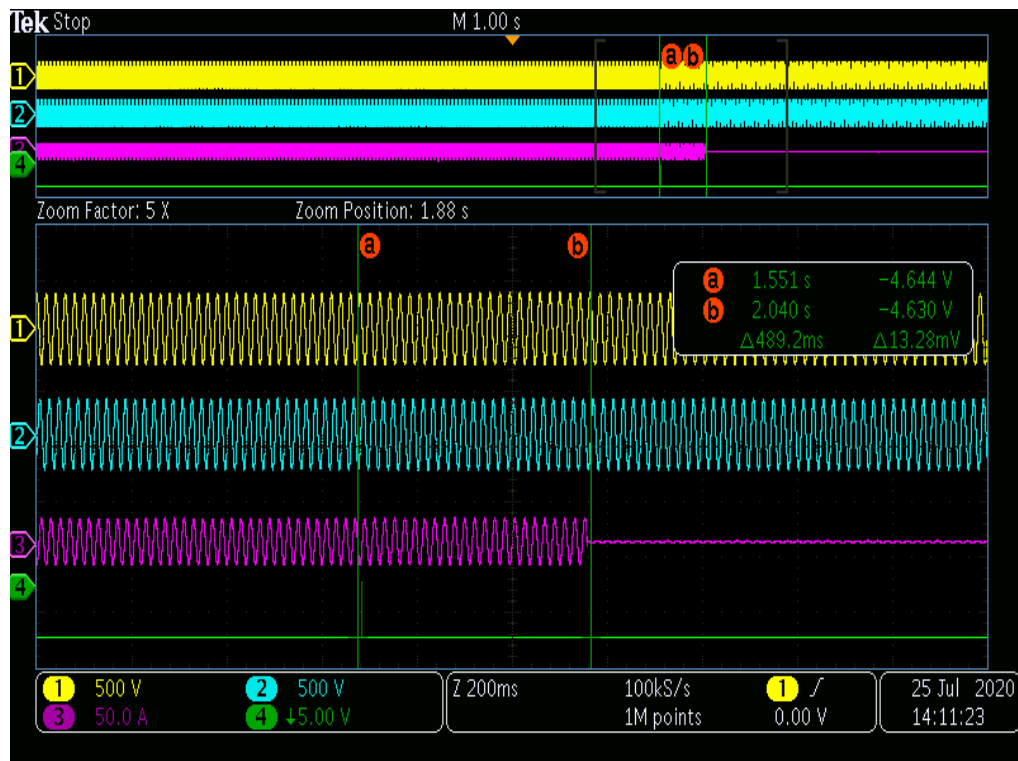 Tek Stop M 1.00 s
a b
1
2
3
4
Zoom Factor: 5 X Zoom Position: 1.88 s
a b
a 1.551 s −4.644 V
b 2.040 s −4.630 V
△489.2ms △13.28mV
1
2
3
4
1 500 V 2 500 V Z 200ms 100kS/s 1 ∫ 25 Jul 2020
3 50.0 A 4 ↓5.00 V 1M points 0.00 V 14:11:23